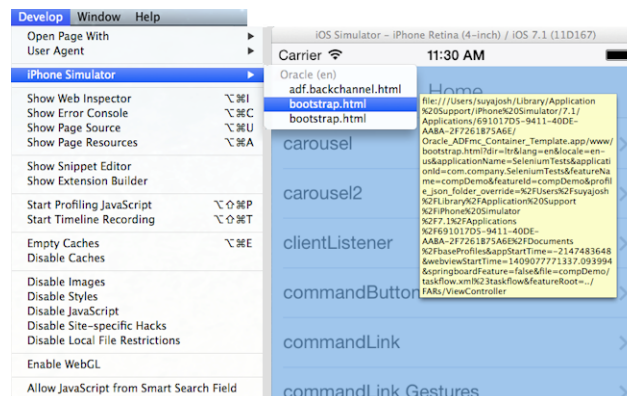 Develop Window Help
Open Page With
User Agent
iPhone Simulator
Show Web Inspector ⌥⌘I
Show Error Console ⌥⌘C
Show Page Source ⌥⌘U
Show Page Resources ⌥⌘A
Show Snippet Editor
Show Extension Builder
Start Profiling JavaScript ⌥⇧⌘P
Start Timeline Recording ⌥⇧⌘T
Empty Caches ⌥⌘E
Disable Caches
Disable Images
Disable Styles
Disable JavaScript
Disable Site-specific Hacks
Disable Local File Restrictions
Enable WebGL
Allow JavaScript from Smart Search Field
iOS Simulator – iPhone Retina (4-inch) / iOS 7.1 (11D167)
Carrier 11:30 AM
Home
Oracle (en)
adf.backchannel.html
bootstrap.html
bootstrap.html
file:///Users/suyajosh/Library/Application
%20Support/iPhone%20Simulator/7.1/
Applications/691017D5-9411-40DE-
AABA-2F7261B75A6E/
Oracle_ADFmc_Container_Template.app/www/
bootstrap.html?dir=ltr&lang=en&locale=en-
us&applicationName=SeleniumTests&applicati
onId=com.company.SeleniumTests&featureNa
me=compDemo&featureId=compDemo&profil
e_json_folder_override=%2FUsers%2Fsuyajosh
%2FLibrary%2FApplication%20Support
%2FiPhone%20Simulator
%2F7.1%2FApplications
%2F691017D5-9411-40DE-
AABA-2F7261B75A6E%2FDocuments
%2FbaseProfiles&appStartTime=-2147483648
&webviewStartTime=1409077771337.093994
&springboardFeature=false&file=compDemo/
taskflow.xml%23taskflow&featureRoot=../
FARs/ViewController
carousel
carousel2
clientListener
commandButton
commandLink
commandLink Gestures